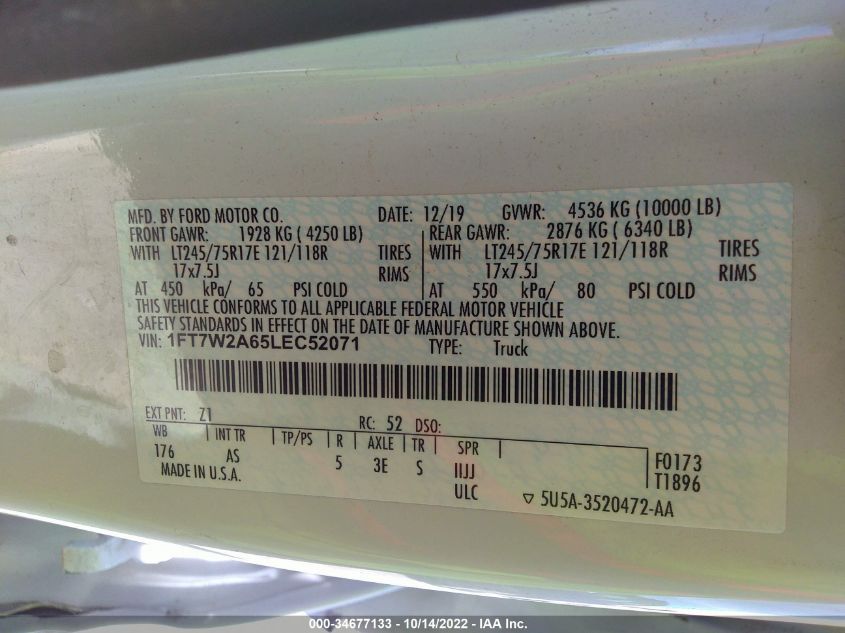 MFD. BY FORD MOTOR CO. DATE: 12/19 GVWR: 4536 KG (10000 LB)
FRONT GAWR: 1928 KG ( 4250 LB) REAR GAWR: 2876 KG ( 6340 LB)
WITH LT245/75R17E 121/118R TIRES WITH LT245/75R17E 121/118R TIRES
17x7.5J RIMS 17x7.5J RIMS
AT 450 kPa/ 65 PSI COLD AT 550 kPa/ 80 PSI COLD
THIS VEHICLE CONFORMS TO ALL APPLICABLE FEDERAL MOTOR VEHICLE
SAFETY STANDARDS IN EFFECT ON THE DATE OF MANUFACTURE SHOWN ABOVE.
VIN: 1FT7W2A65LEC52071 TYPE: Truck
EXT PNT: Z1 RC: 52 DSO:
WB INT TR TP/PS R AXLE TR SPR
176 AS 5 3E S IIJJ F0173
MADE IN U.S.A. ULC T1896
5U5A-3520472-AA
000-34677133 - 10/14/2022 - IAA Inc.